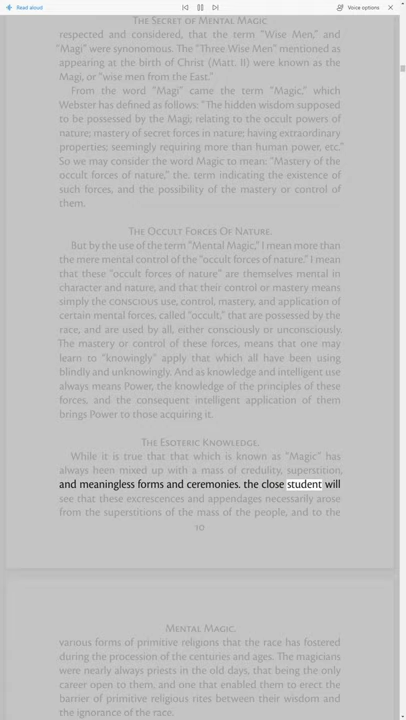 Read aloud
Voice options
THE SECRET OF MENTAL MAGIC
respected and considered, that the term "Wise Men," and
"Magi" were synonomous. The "Three Wise Men" mentioned as
appearing at the birth of Christ (Matt. II) were known as the
Magi, or "wise men from the East."
From the word "Magi" came the term "Magic," which
Webster has defined as follows: "The hidden wisdom supposed
to be possessed by the Magi; relating to the occult powers of
nature; mastery of secret forces in nature; having extraordinary
properties; seemingly requiring more than human power, etc."
So we may consider the word Magic to mean: "Mastery of the
occult forces of nature," the. term indicating the existence of
such forces, and the possibility of the mastery or control of
them.
THE OCCULT FORCES OF NATURE.
But by the use of the term "Mental Magic," I mean more than
the mere mental control of the "occult forces of nature." I mean
that these "occult forces of nature" are themselves mental in
character and nature, and that their control or mastery means
simply the CONSCIOUS use, control, mastery, and application of
certain mental forces, called "occult," that are possessed by the
race, and are used by all, either consciously or unconsciously.
The mastery or control of these forces, means that one may
learn to "knowingly" apply that which all have been using
blindly and unknowingly. And as knowledge and intelligent use
always means Power, the knowledge of the principles of these
forces, and the consequent intelligent application of them
brings Power to those acquiring it.
THE ESOTERIC KNOWLEDGE.
While it is true that that which is known as "Magic" has
always heen mixed up with a mass of credulity, superstition,
and meaningless forms and ceremonies. the close student will
see that these excrescences and appendages necessarily arose
from the superstitions of the mass of the people, and to the
10
MENTAL MAGIC.
various forms of primitive religions that the race has fostered
during the procession of the centuries and ages. The magicians
were nearly always priests in the old days, that being the only
career open to them, and one that enabled them to erect the
barrier of primitive religious rites between their wisdom and
the ignorance of the race.